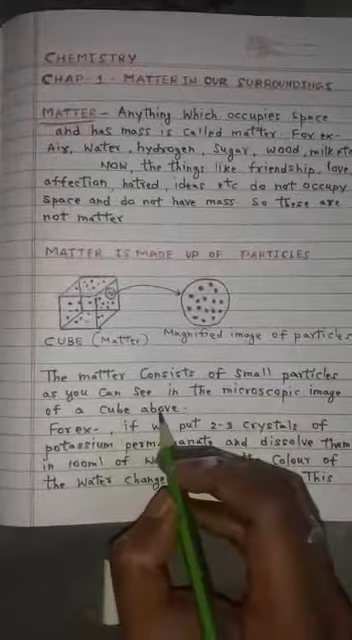 CHEMISTRY
CHAP-1- MATTER IN OUR SURROUNDINGS
MATTER - Anything which occupies space
and has mass is called matter. For ex-
Air, Water, hydrogen, Sugar, Wood, milk etc
Now, the things like friendship, love
affection, hatred, ideas etc do not occupy
space and do not have mass so these are
not matter
MATTER IS MADE UP OF PARTICLES
CUBE (Matter) Magnified image of particles
The matter Consists of small particles
as you can See in the microscopic image
of a cube above.
For ex-, if put 2-3 crystals of
potassium and dissolve them
in 100ml of the Colour of
the Water This